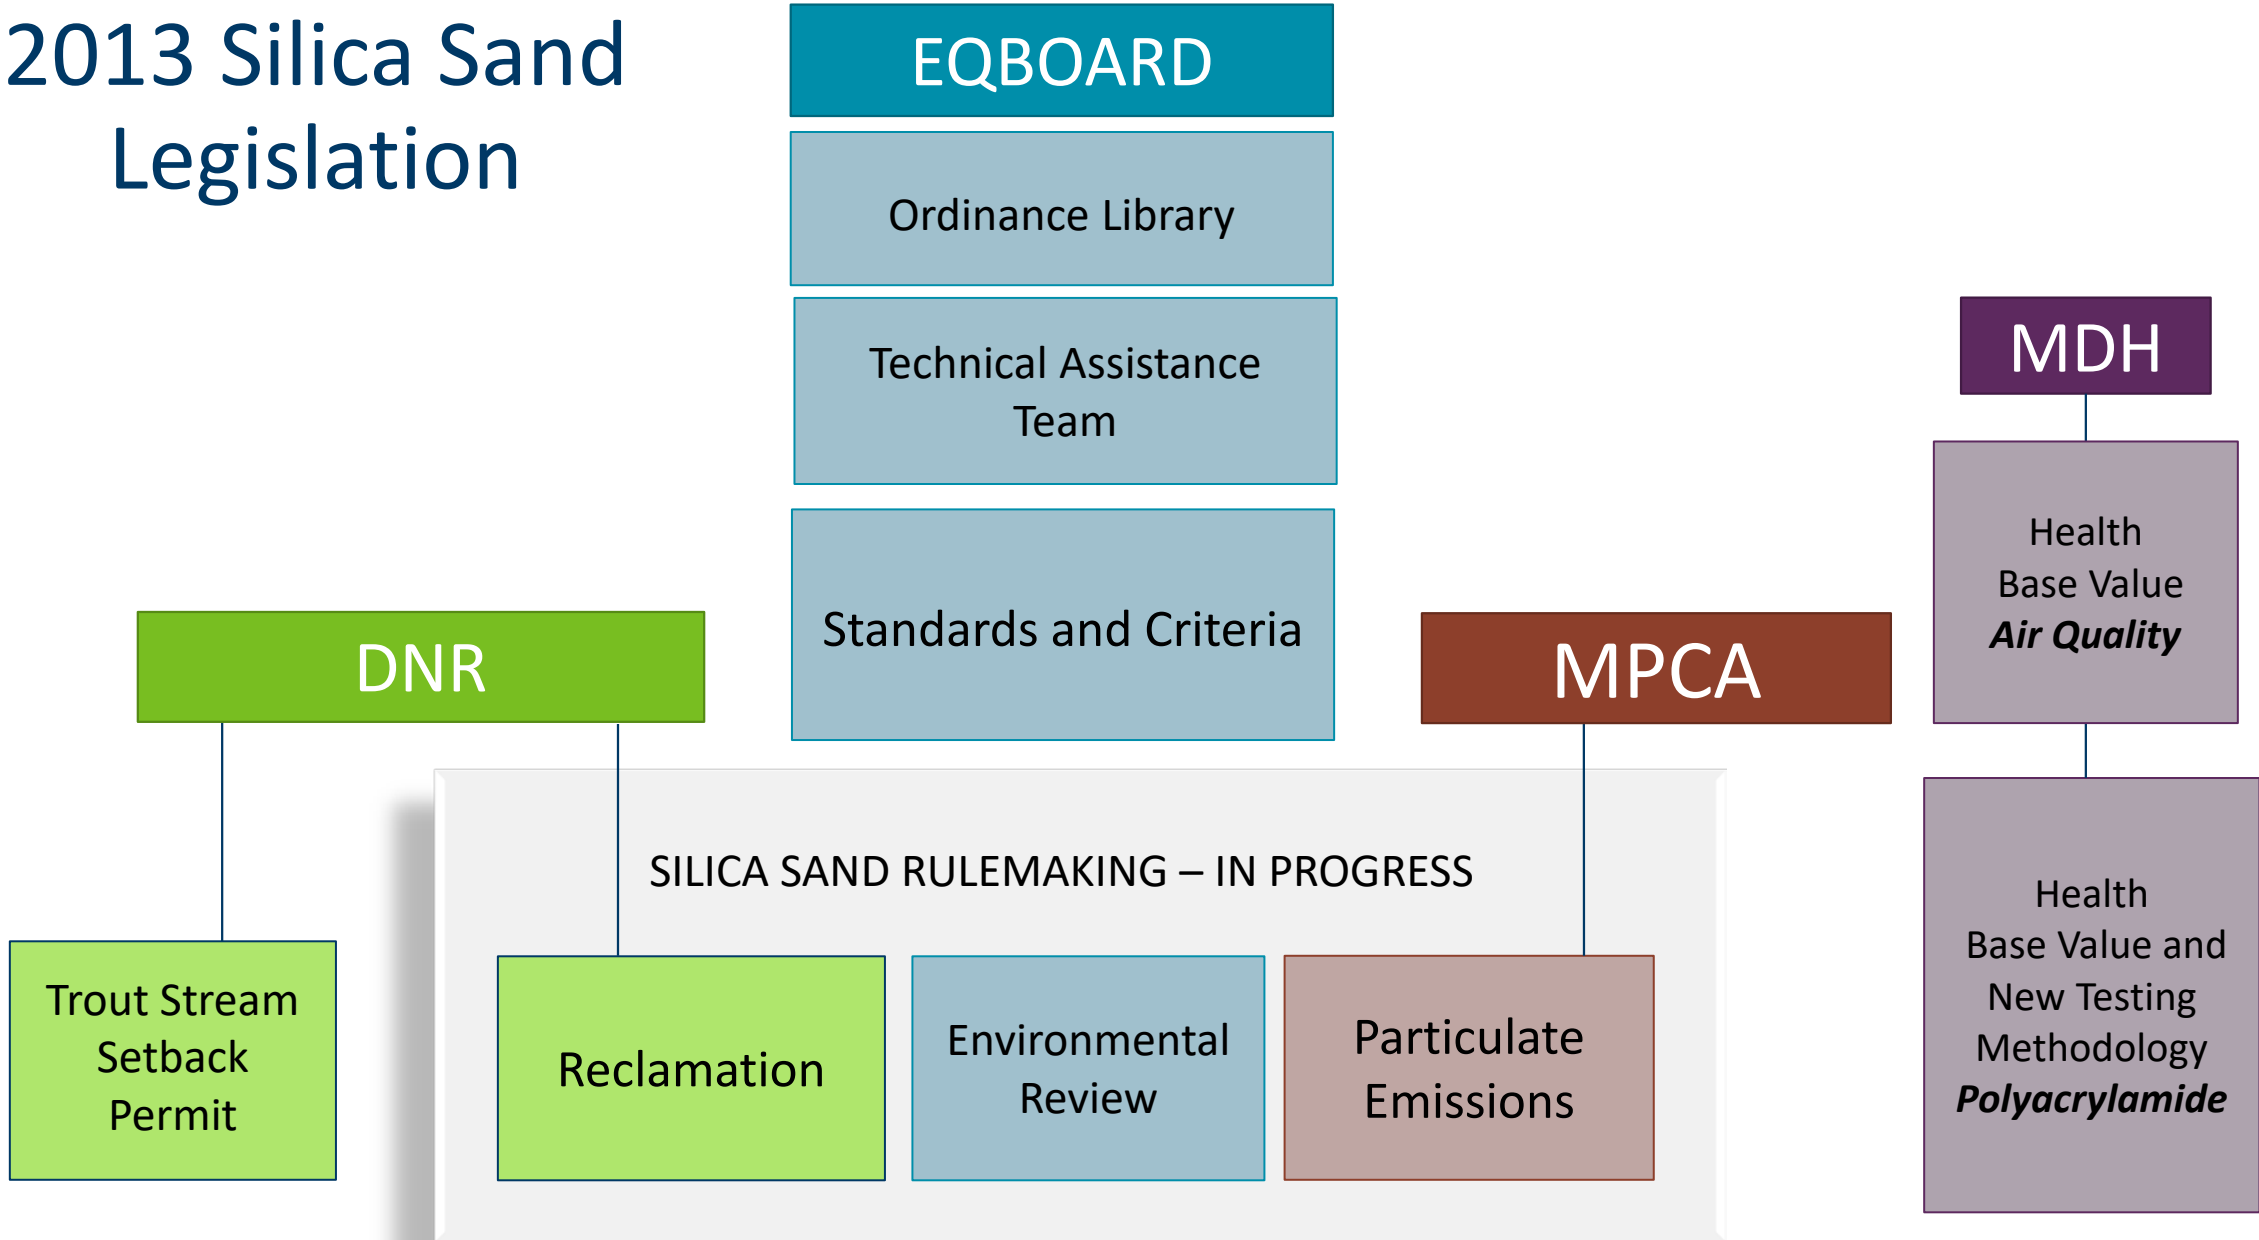 2013 Silica Sand
Legislation
EQBOARD
Ordinance Library
Technical Assistance
Team
Standards and Criteria
DNR
MPCA
MDH
Health
Base Value
Air Quality
SILICA SAND RULEMAKING – IN PROGRESS
Trout Stream
Setback
Permit
Reclamation
Environmental
Review
Particulate
Emissions
Health
Base Value and
New Testing
Methodology
Polyacrylamide